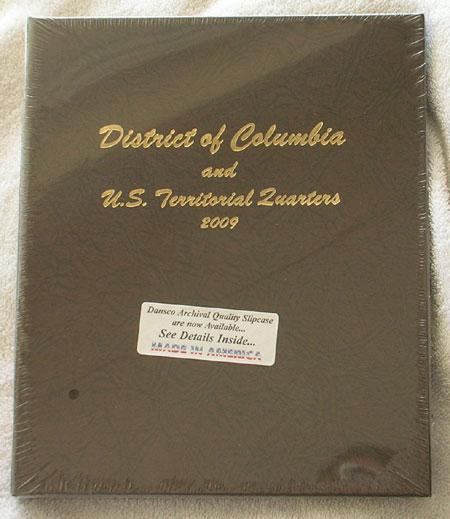 District of Columbia
and
U.S. Territorial Quarters
2009
Dansco Archival Quality Slipcase
are now Available...
See Details Inside...
MADE IN AMERICA